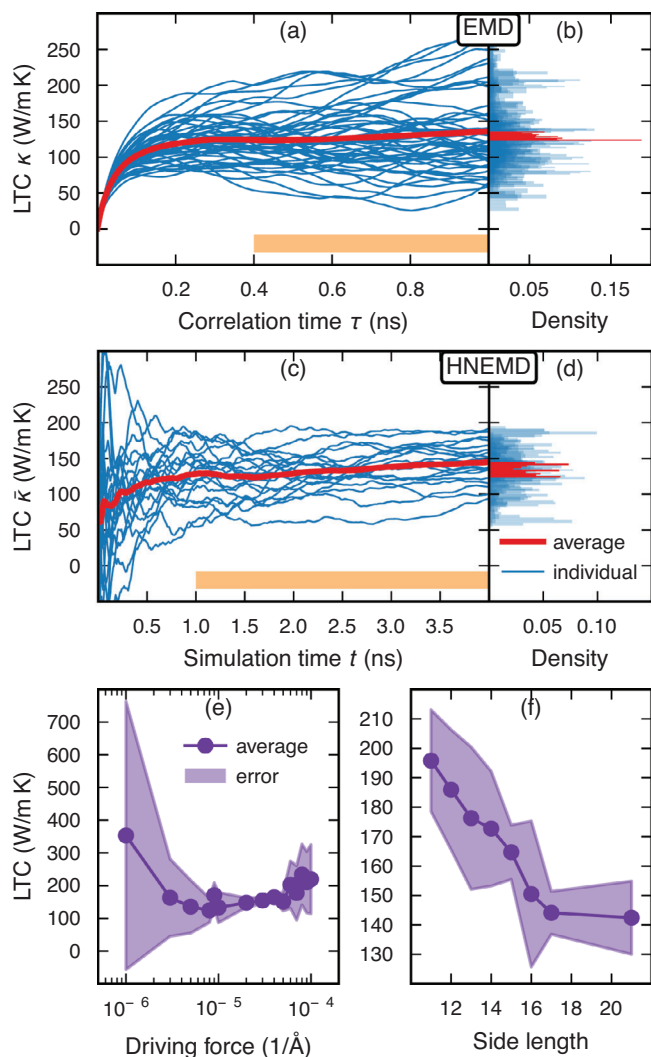 (a) EMD (b)
LTC κ (W/m K)
250
200
150
100
50
0
0.2 0.4 0.6 0.8 0.05 0.15
Correlation time τ (ns) Density
(c) HNEMD (d)
LTC κ̄ (W/m K)
250
200
150
100
50
0
average
individual
0.5 1.0 1.5 2.0 2.5 3.0 3.5 0.05 0.10
Simulation time t (ns) Density
(e) (f)
LTC (W/m K)
700
600
500
400
300
200
100
0
average
error
210
200
190
180
170
160
150
140
130
10⁻⁶ 10⁻⁵ 10⁻⁴ 12 14 16 18 20
Driving force (1/Å) Side length